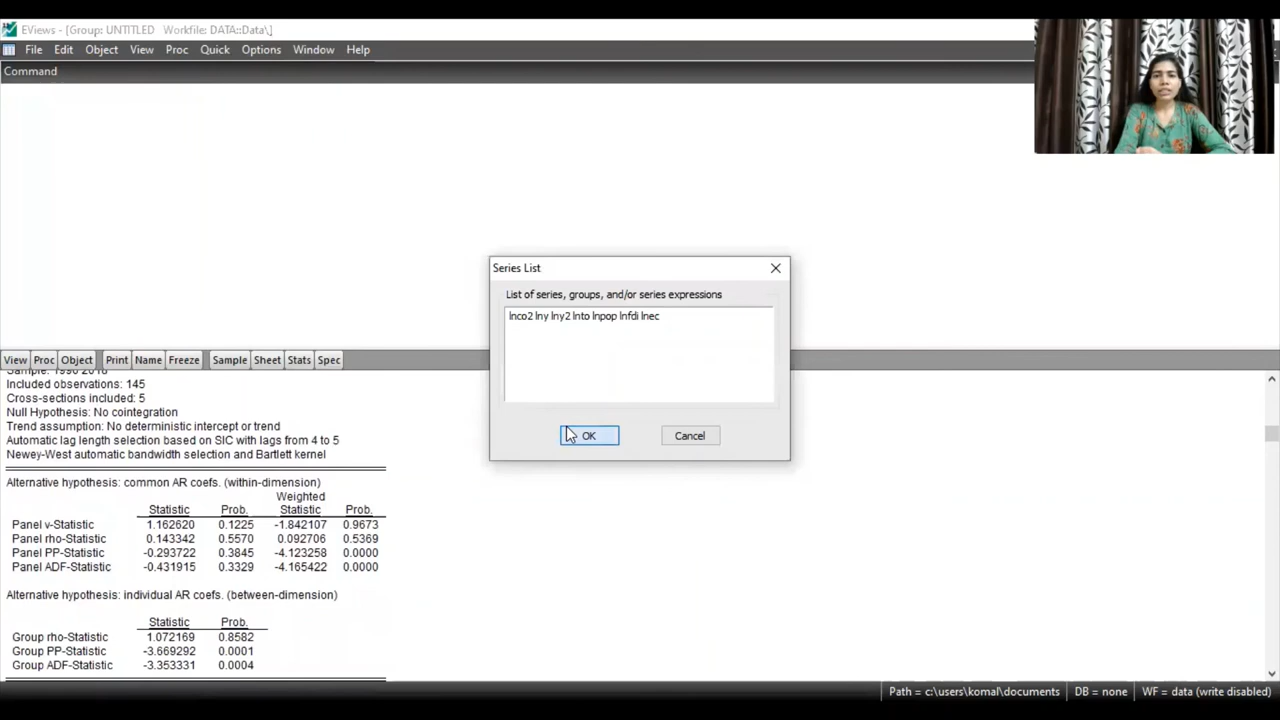 EViews - [Group: UNTITLED   Workfile: DATA::Data\]
File Edit Object View Proc Quick Options Window Help
Command
Series List
List of series, groups, and/or series expressions
lnco2 lny lny2 lnto lnpop lnfdi lnec
OK Cancel
View Proc Object Print Name Freeze Sample Sheet Stats Spec
Included observations: 145
Cross-sections included: 5
Null Hypothesis: No cointegration
Trend assumption: No deterministic intercept or trend
Automatic lag length selection based on SIC with lags from 4 to 5
Newey-West automatic bandwidth selection and Bartlett kernel
Alternative hypothesis: common AR coefs. (within-dimension)
Weighted
Statistic Prob. Statistic Prob.
Panel v-Statistic 1.162620 0.1225 -1.842107 0.9673
Panel rho-Statistic 0.143342 0.5570 0.092706 0.5369
Panel PP-Statistic -0.293722 0.3845 -4.123258 0.0000
Panel ADF-Statistic -0.431915 0.3329 -4.165422 0.0000
Alternative hypothesis: individual AR coefs. (between-dimension)
Statistic Prob.
Group rho-Statistic 1.072169 0.8582
Group PP-Statistic -3.669292 0.0001
Group ADF-Statistic -3.353331 0.0004
Path = c:\users\komal\documents DB = none WF = data (write disabled)